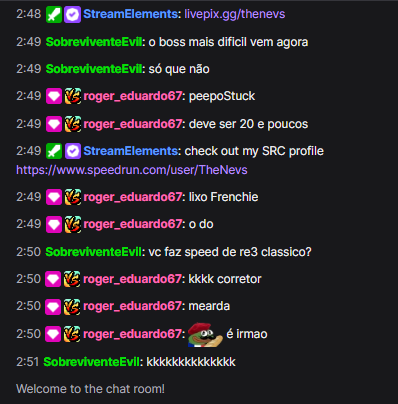 2:48 StreamElements: livepix.gg/thenevs
2:49 SobreviventeEvil: o boss mais dificil vem agora
2:49 SobreviventeEvil: só que não
2:49 roger_eduardo67: peepoStuck
2:49 roger_eduardo67: deve ser 20 e poucos
2:49 StreamElements: check out my SRC profile
https://www.speedrun.com/user/TheNevs
2:49 roger_eduardo67: lixo Frenchie
2:49 roger_eduardo67: o do
2:50 SobreviventeEvil: vc faz speed de re3 classico?
2:50 roger_eduardo67: kkkk corretor
2:50 roger_eduardo67: mearda
2:50 roger_eduardo67: é irmao
2:51 SobreviventeEvil: kkkkkkkkkkkkkk
Welcome to the chat room!